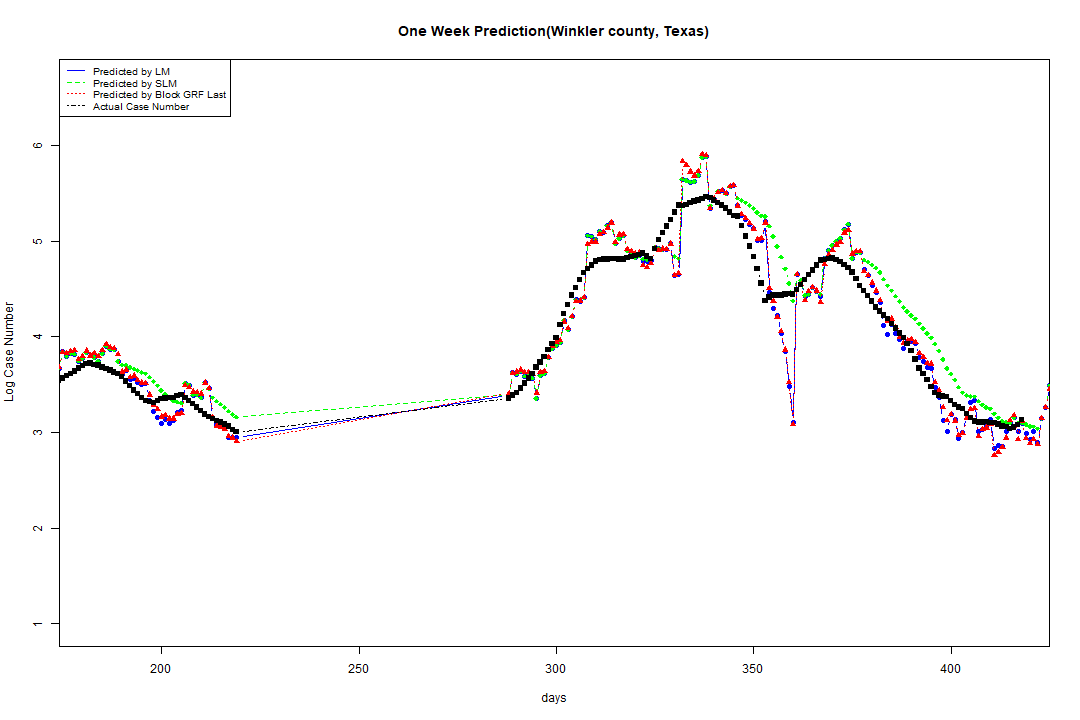 One Week Prediction(Winkler county, Texas)
Predicted by LM
Predicted by SLM
Predicted by Block GRF Last
Actual Case Number
6
5
4
3
2
1
Log Case Number
200
250
300
350
400
days